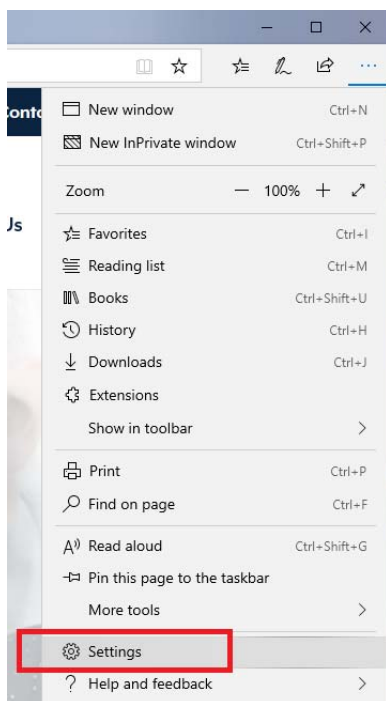 Conta
New window Ctrl+N
New InPrivate window Ctrl+Shift+P
Zoom — 100% +
Us
Favorites Ctrl+I
Reading list Ctrl+M
Books Ctrl+Shift+U
History Ctrl+H
Downloads Ctrl+J
Extensions
Show in toolbar >
Print Ctrl+P
Find on page Ctrl+F
Read aloud Ctrl+Shift+G
Pin this page to the taskbar
More tools >
Settings
Help and feedback >